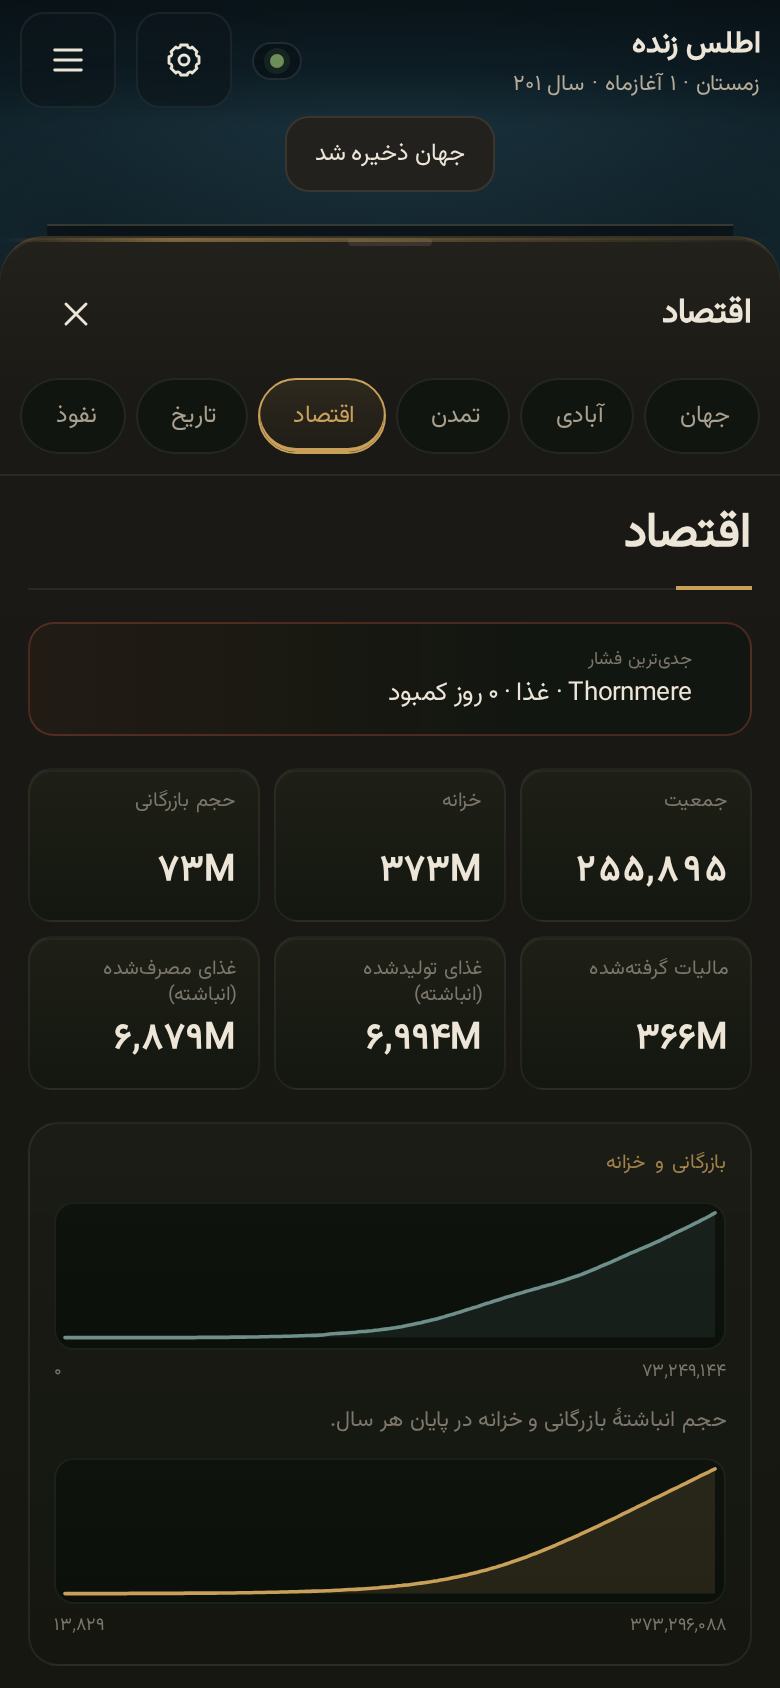 اطلس زنده
زمستان · ۱ آغازماه · سال ۲۰۱
جهان ذخیره شد
اقتصاد
جهان
آبادی
تمدن
اقتصاد
تاریخ
نفوذ
اقتصاد
جدی‌ترین فشار
Thornmere · غذا · ۰ روز کمبود
جمعیت
۲۵۵,۸۹۵
خزانه
۳۷۳M
حجم بازرگانی
۷۳M
مالیات گرفته‌شده
۳۶۶M
غذای تولیدشده
(انباشته)
۶,۹۹۴M
غذای مصرف‌شده
(انباشته)
۶,۸۷۹M
بازرگانی و خزانه
۷۳,۲۴۹,۱۴۴
۰
حجم انباشتهٔ بازرگانی و خزانه در پایان هر سال.
۳۷۳,۲۹۶,۰۸۸
۱۳,۸۲۹